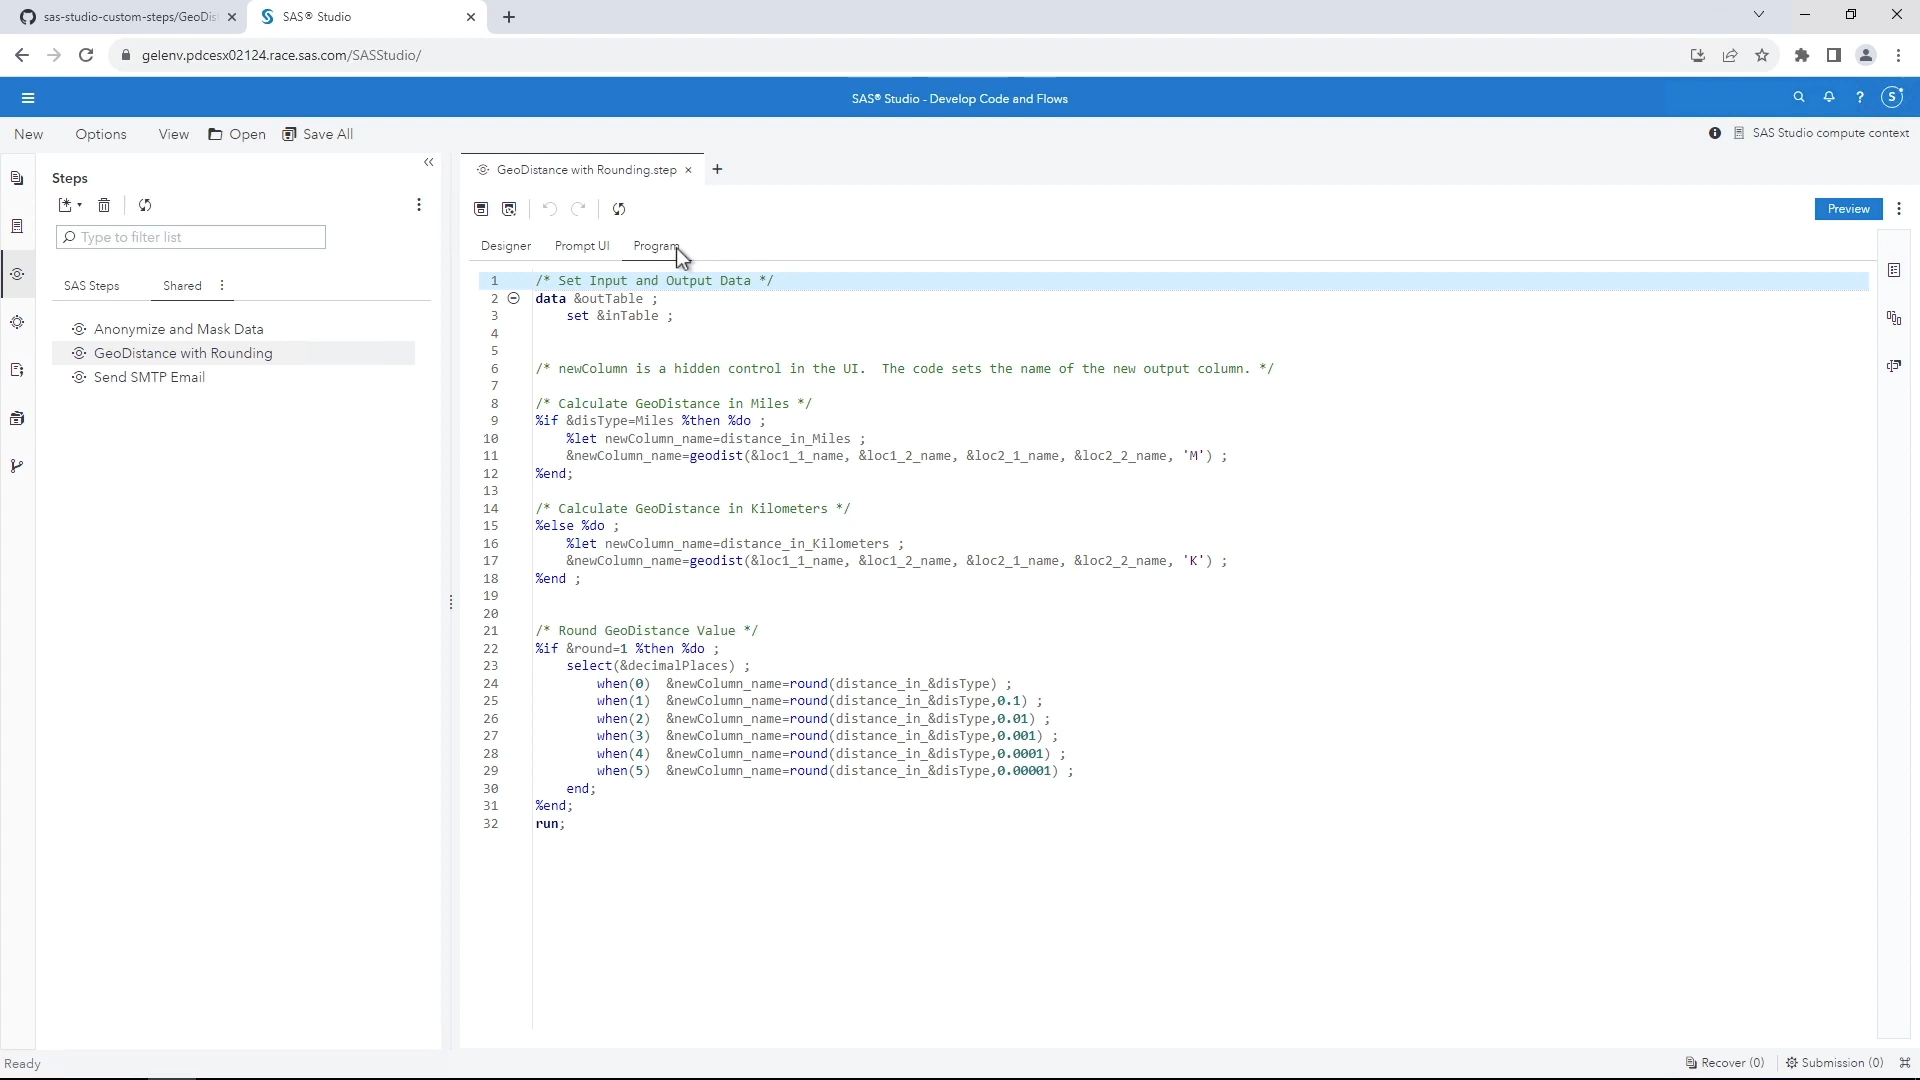 sas-studio-custom-steps/GeoDis
SAS® Studio
gelenv.pdcesx02124.race.sas.com/SASStudio/
SAS® Studio - Develop Code and Flows
S
New Options View Open Save All
SAS Studio compute context
Steps
Type to filter list
SAS Steps Shared
Anonymize and Mask Data
GeoDistance with Rounding
Send SMTP Email
GeoDistance with Rounding.step
Preview
Designer Prompt UI Program
1 /* Set Input and Output Data */
2 data &outTable ;
3 set &inTable ;
4
5
6 /* newColumn is a hidden control in the UI.  The code sets the name of the new output column. */
7
8 /* Calculate GeoDistance in Miles */
9 %if &disType=Miles %then %do ;
10 %let newColumn_name=distance_in_Miles ;
11 &newColumn_name=geodist(&loc1_1_name, &loc1_2_name, &loc2_1_name, &loc2_2_name, 'M') ;
12 %end;
13
14 /* Calculate GeoDistance in Kilometers */
15 %else %do ;
16 %let newColumn_name=distance_in_Kilometers ;
17 &newColumn_name=geodist(&loc1_1_name, &loc1_2_name, &loc2_1_name, &loc2_2_name, 'K') ;
18 %end ;
19
20
21 /* Round GeoDistance Value */
22 %if &round=1 %then %do ;
23 select(&decimalPlaces) ;
24 when(0)  &newColumn_name=round(distance_in_&disType) ;
25 when(1)  &newColumn_name=round(distance_in_&disType,0.1) ;
26 when(2)  &newColumn_name=round(distance_in_&disType,0.01) ;
27 when(3)  &newColumn_name=round(distance_in_&disType,0.001) ;
28 when(4)  &newColumn_name=round(distance_in_&disType,0.0001) ;
29 when(5)  &newColumn_name=round(distance_in_&disType,0.00001) ;
30 end;
31 %end;
32 run;
Ready
Recover (0) Submission (0)